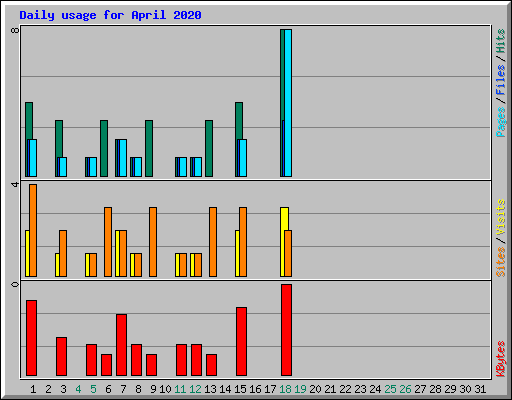 Daily usage for April 2020
8
4
0
Pages / Files / Hits
Sites / Visits
KBytes
1 2 3 4 5 6 7 8 9 10 11 12 13 14 15 16 17 18 19 20 21 22 23 24 25 26 27 28 29 30 31